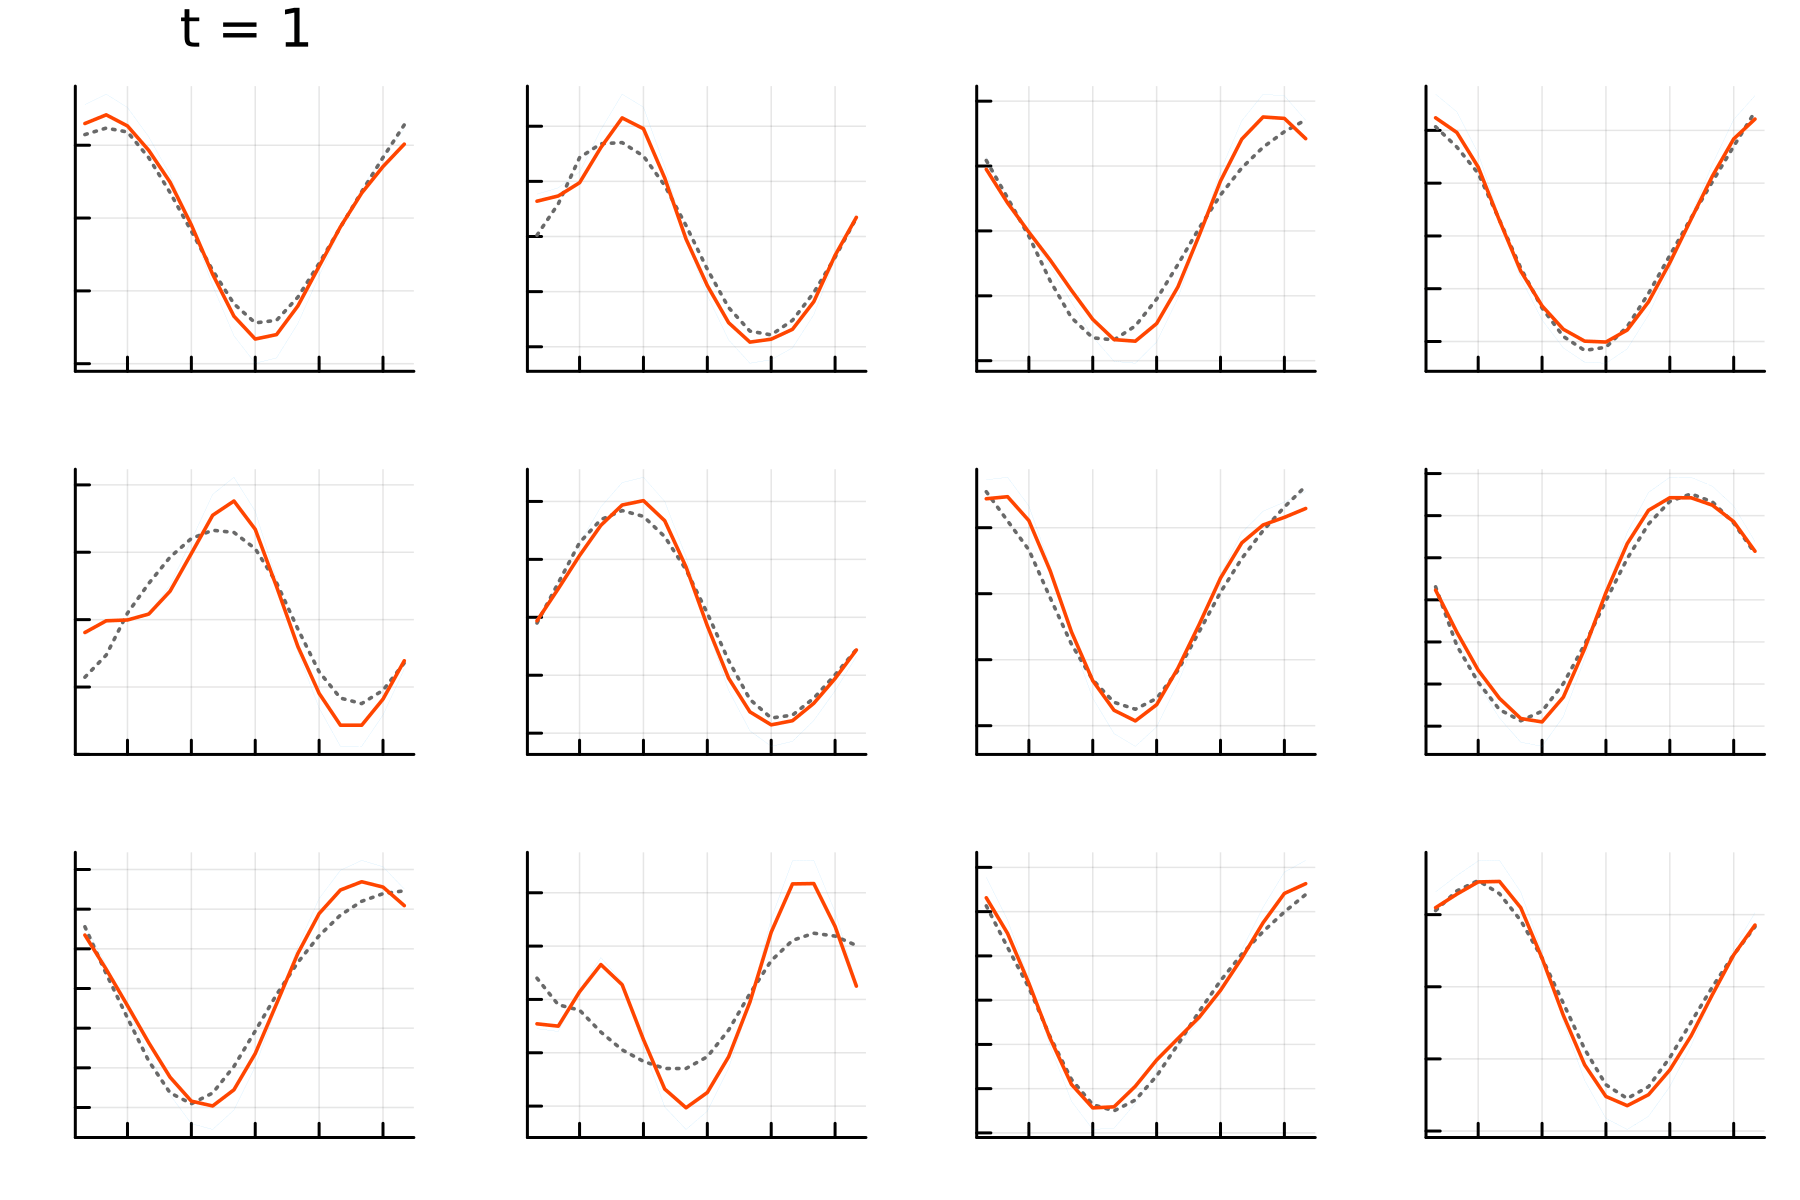 t = 1